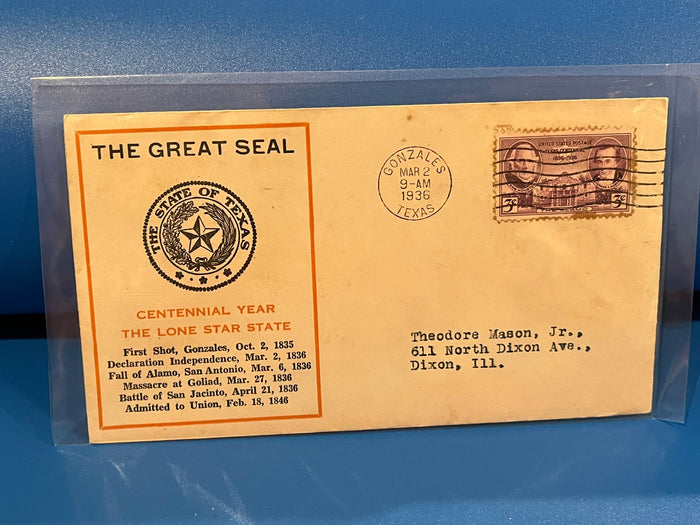 THE GREAT SEAL
THE STATE OF TEXAS
CENTENNIAL YEAR
THE LONE STAR STATE
First Shot, Gonzales, Oct. 2, 1835
Declaration Independence, Mar. 2, 1836
Fall of Alamo, San Antonio, Mar. 6, 1836
Massacre at Goliad, Mar. 27, 1836
Battle of San Jacinto, April 21, 1836
Admitted to Union, Feb. 18, 1846
GONZALES
MAR 2
9-AM
1936
TEXAS
UNITED STATES POSTAGE
TEXAS CENTENNIAL
1836-1936
3¢
3¢
Theodore Mason, Jr.,
611 North Dixon Ave.,
Dixon, Ill.